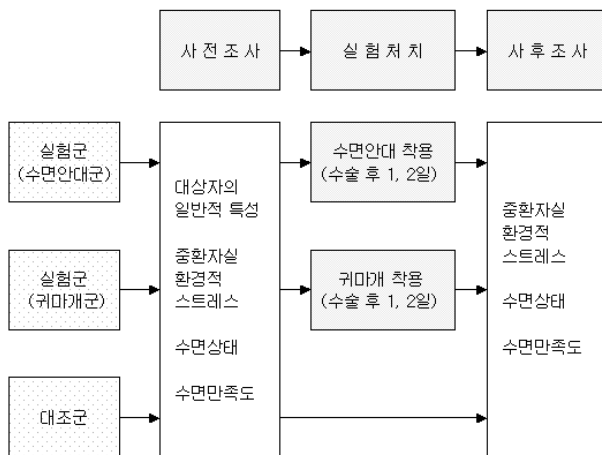 사 전 조 사
실 험 처 치
사 후 조 사
실험군
(수면안대군)
실험군
(귀마개군)
대조군
대상자의
일반적 특성
중환자실
환경적
스트레스
수면상태
수면만족도
수면안대 착용
(수술 후 1, 2일)
귀마개 착용
(수술 후 1, 2일)
중환자실
환경적
스트레스
수면상태
수면만족도